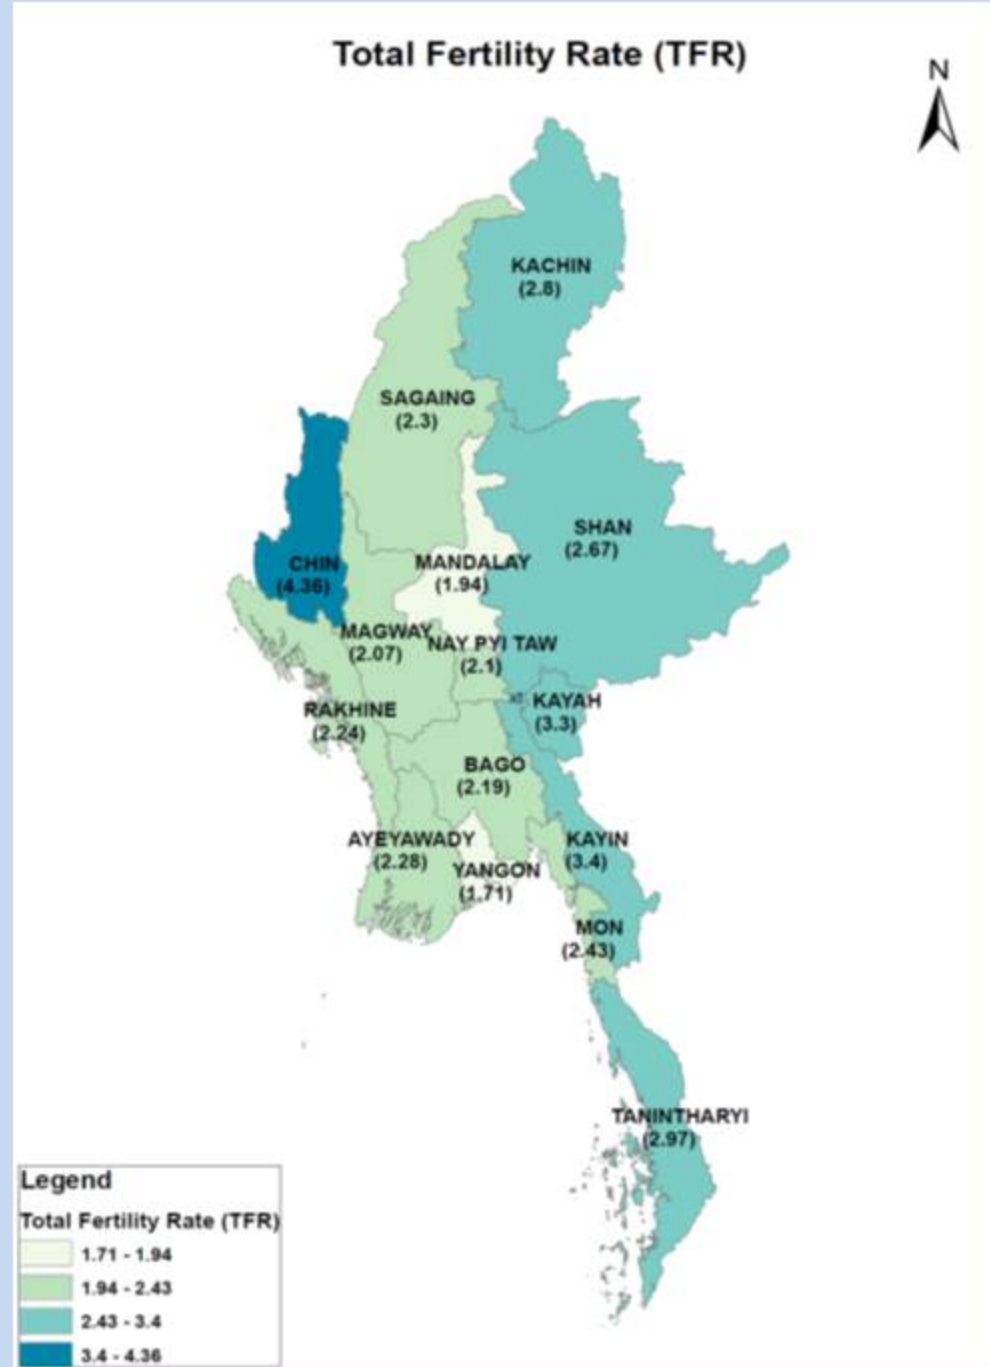 Total Fertility Rate (TFR)
N
KACHIN
(2.8)
SAGAING
(2.3)
SHAN
(2.67)
CHIN
(4.36)
MANDALAY
(1.94)
MAGWAY
(2.07)
NAY PYI TAW
(2.1)
KAYAH
(3.3)
RAKHINE
(2.24)
BAGO
(2.19)
AYEYAWADY
(2.28)
KAYIN
(3.4)
YANGON
(1.71)
MON
(2.43)
TANINTHARYI
(2.97)
Legend
Total Fertility Rate (TFR)
1.71 - 1.94
1.94 - 2.43
2.43 - 3.4
3.4 - 4.36